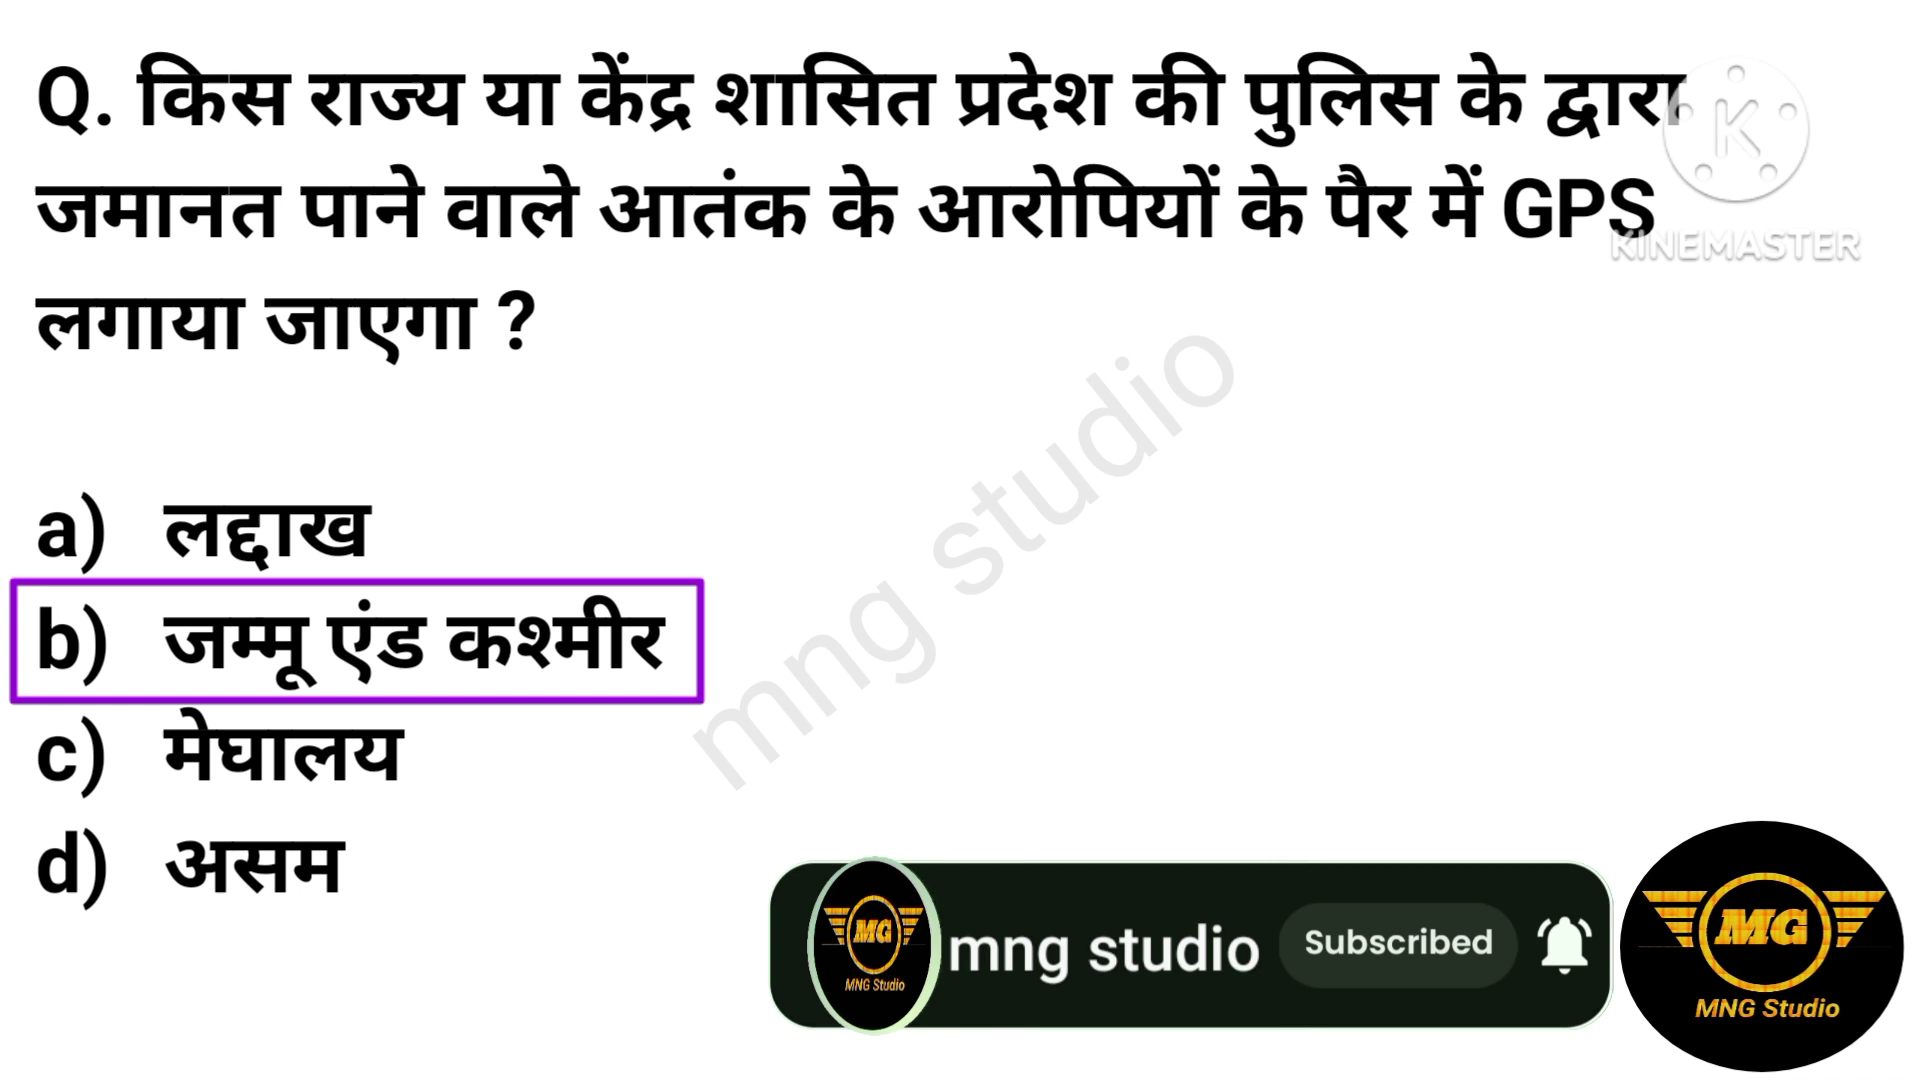 Q. किस राज्य या केंद्र शासित प्रदेश की पुलिस के द्वारा
जमानत पाने वाले आतंक के आरोपियों के पैर में GPS
लगाया जाएगा ?
K
KINEMASTER
a) लद्दाख
b) जम्मू एंड कश्मीर
c) मेघालय
d) असम
mng studio
MG
MNG Studio
mng studio
Subscribed
MG
MNG Studio